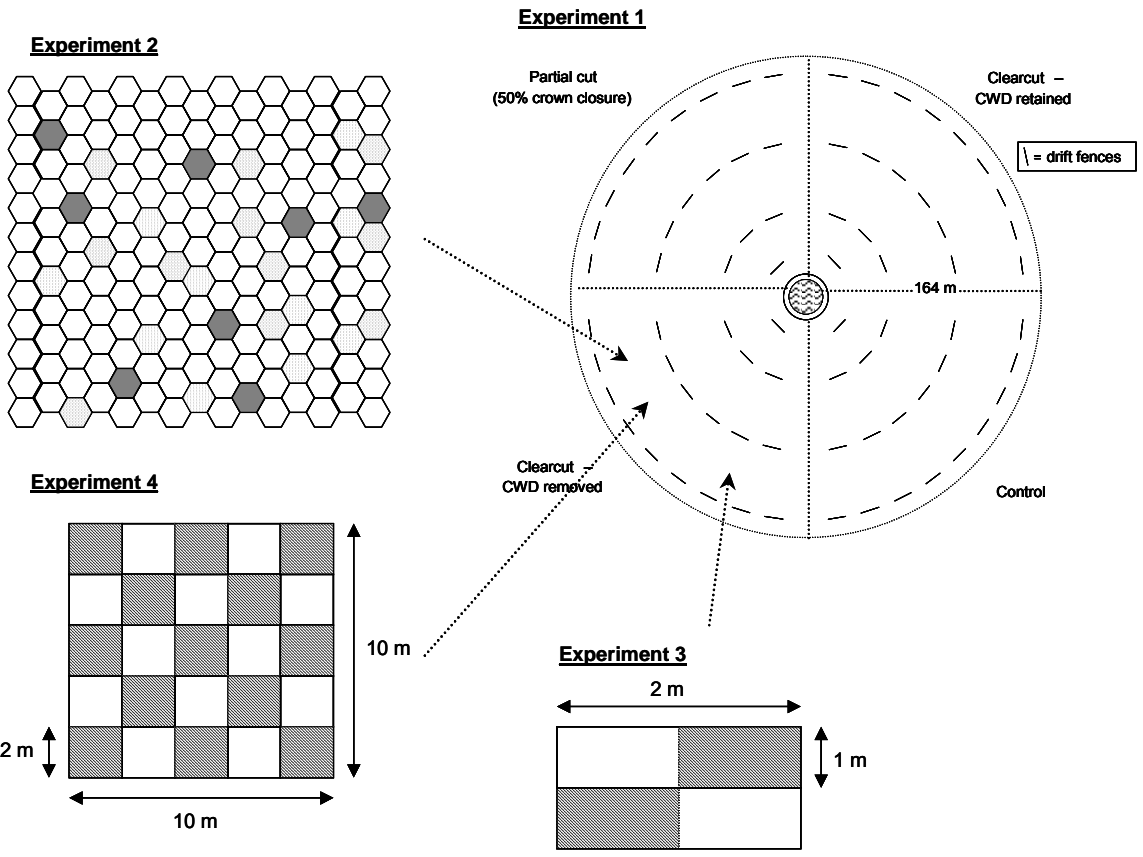 Experiment 1
Experiment 2
Partial cut
(50% crown closure)
Clearcut –
CWD retained
\ = drift fences
164 m
Clearcut –
CWD removed
Control
Experiment 4
10 m
2 m
10 m
Experiment 3
2 m
1 m